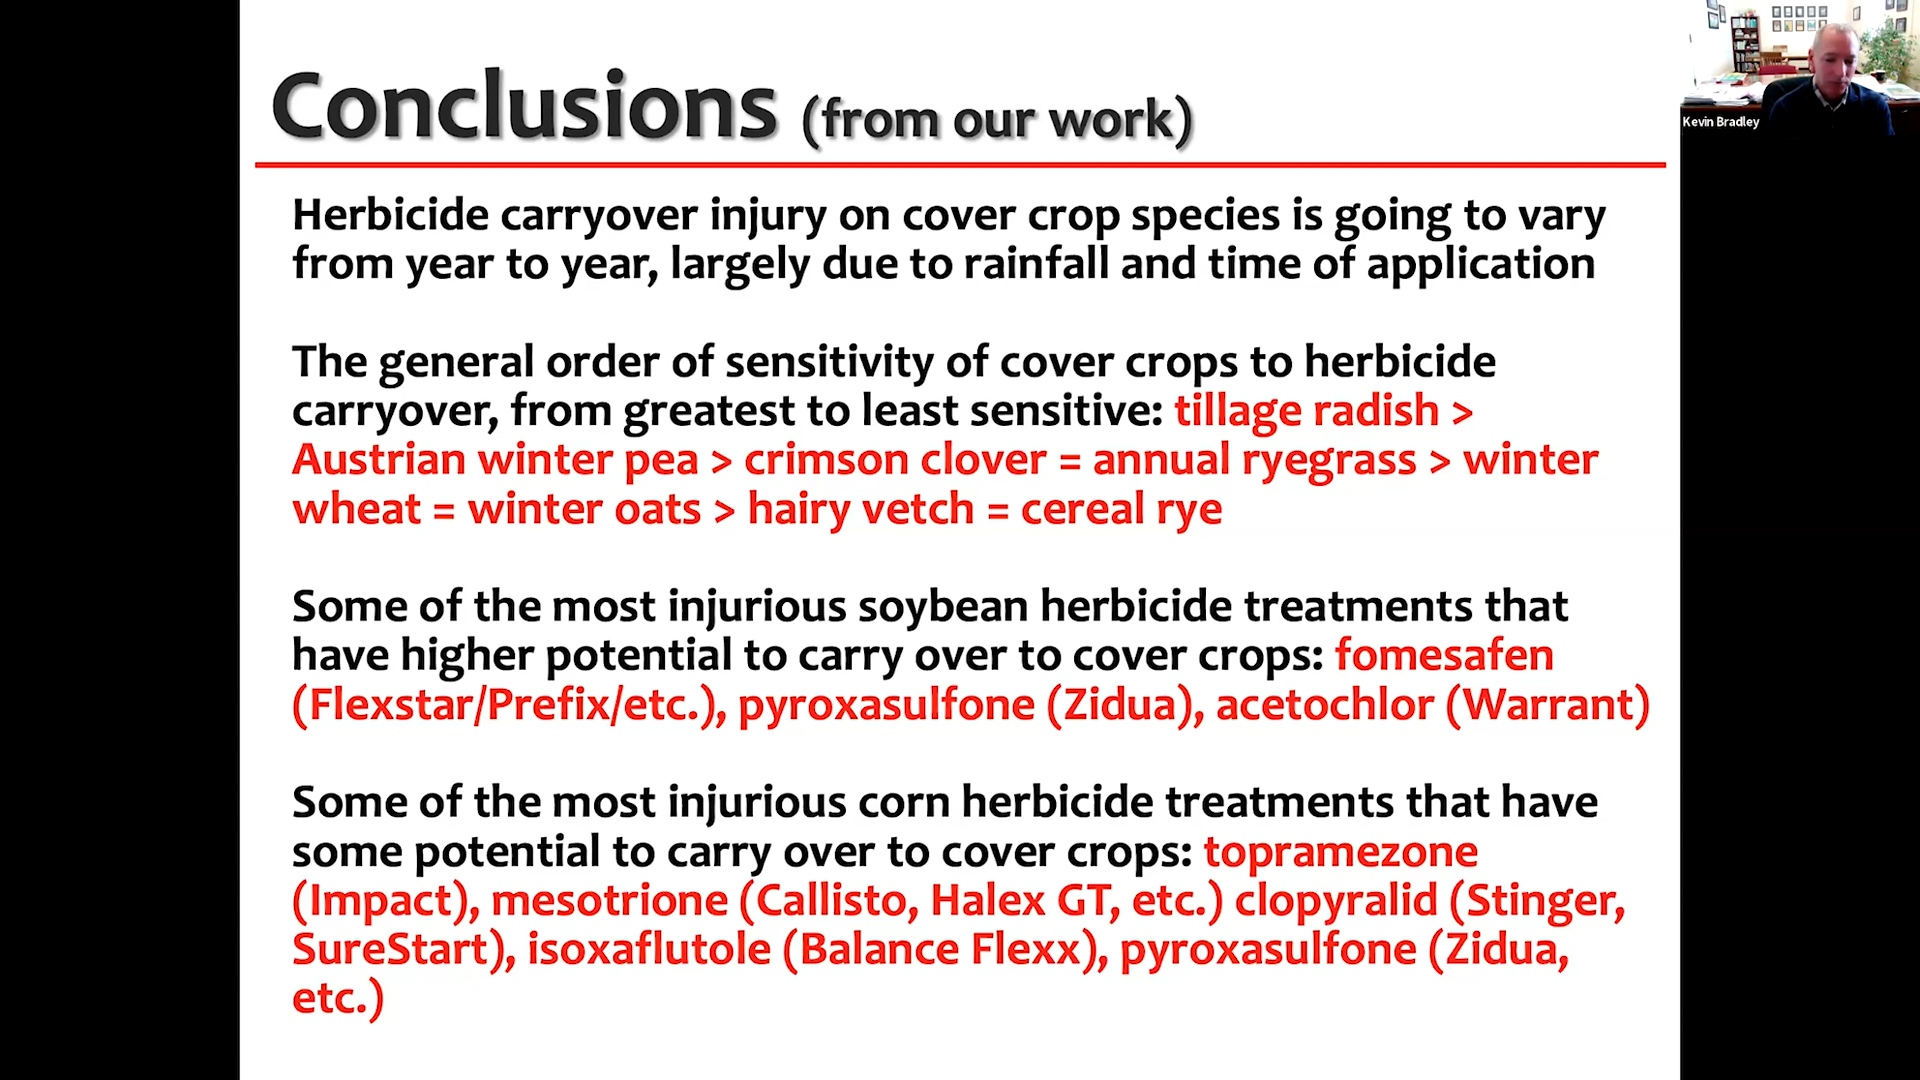 Conclusions (from our work)
Kevin Bradley
Herbicide carryover injury on cover crop species is going to vary
from year to year, largely due to rainfall and time of application
The general order of sensitivity of cover crops to herbicide
carryover, from greatest to least sensitive: tillage radish >
Austrian winter pea > crimson clover = annual ryegrass > winter
wheat = winter oats > hairy vetch = cereal rye
Some of the most injurious soybean herbicide treatments that
have higher potential to carry over to cover crops: fomesafen
(Flexstar/Prefix/etc.), pyroxasulfone (Zidua), acetochlor (Warrant)
Some of the most injurious corn herbicide treatments that have
some potential to carry over to cover crops: topramezone
(Impact), mesotrione (Callisto, Halex GT, etc.) clopyralid (Stinger,
SureStart), isoxaflutole (Balance Flexx), pyroxasulfone (Zidua,
etc.)